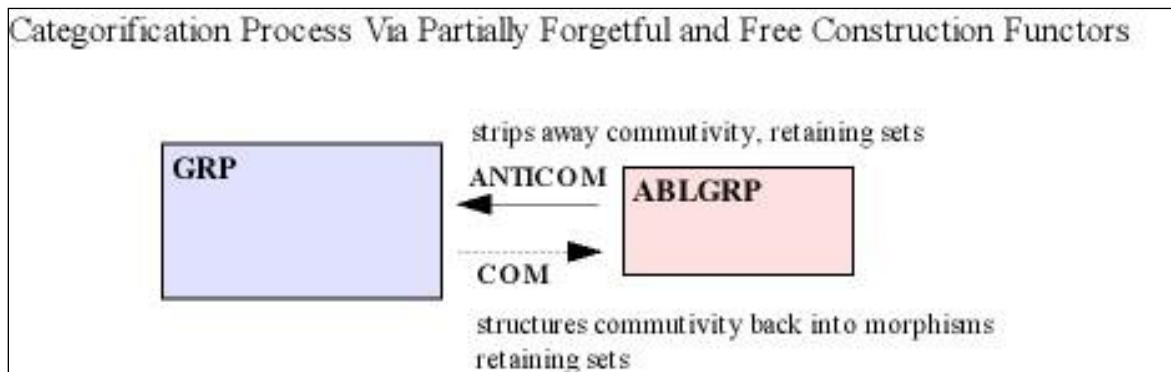 Categorification Process Via Partially Forgetful and Free Construction Functors
strips away commutivity, retaining sets
GRP
ANTICOM
ABLGRP
COM
structures commutivity back into morphisms
retaining sets